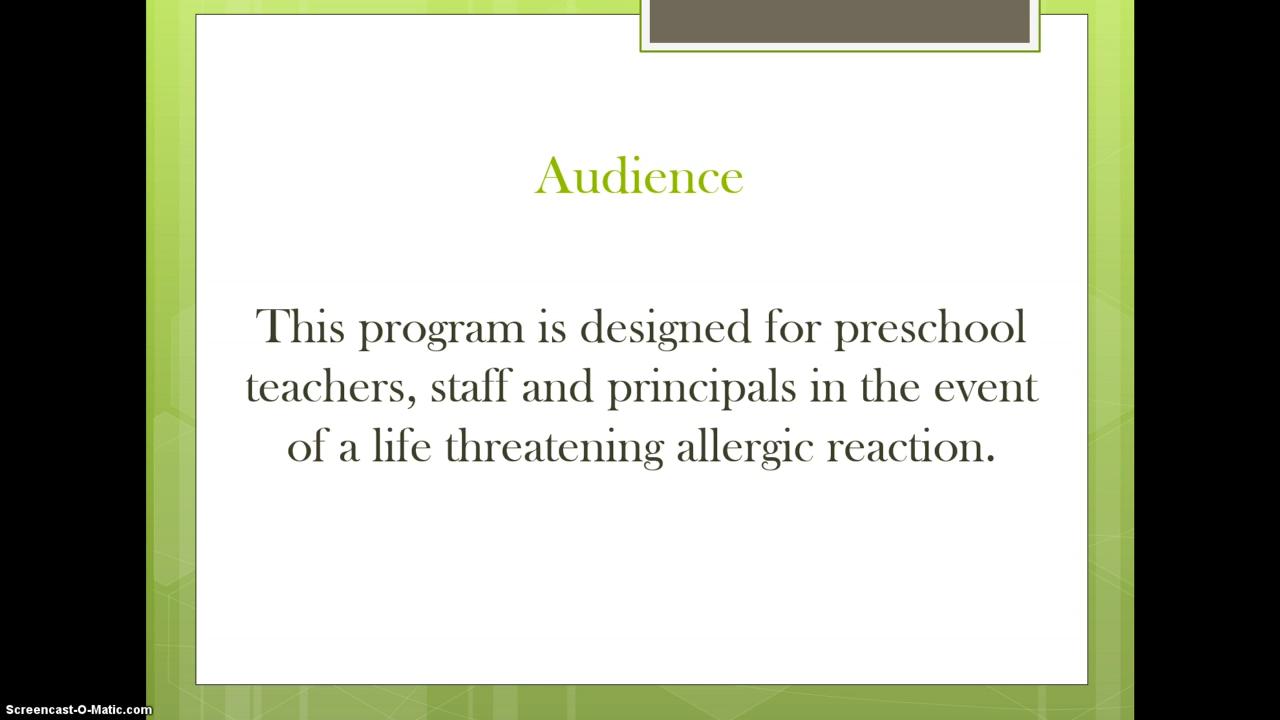 Audience
This program is designed for preschool
teachers, staff and principals in the event
of a life threatening allergic reaction.
Screencast-O-Matic.com